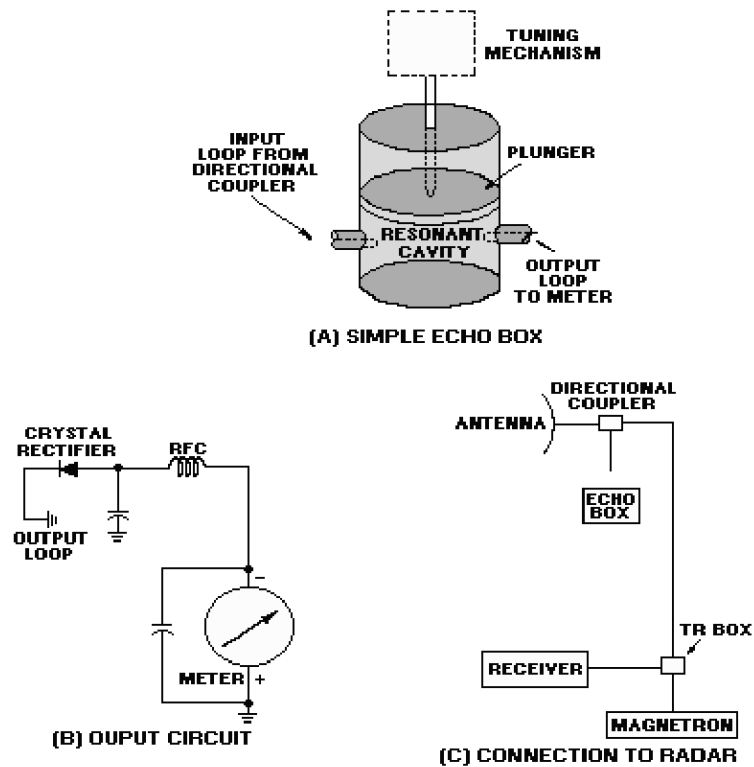 TUNING
MECHANISM
INPUT
LOOP FROM
DIRECTIONAL
COUPLER
PLUNGER
RESONANT
CAVITY
OUTPUT
LOOP
TO METER
(A) SIMPLE ECHO BOX
CRYSTAL
RECTIFIER
RFC
OUTPUT
LOOP
−
METER
+
(B) OUPUT CIRCUIT
DIRECTIONAL
COUPLER
ANTENNA
ECHO
BOX
TR BOX
RECEIVER
MAGNETRON
(C) CONNECTION TO RADAR